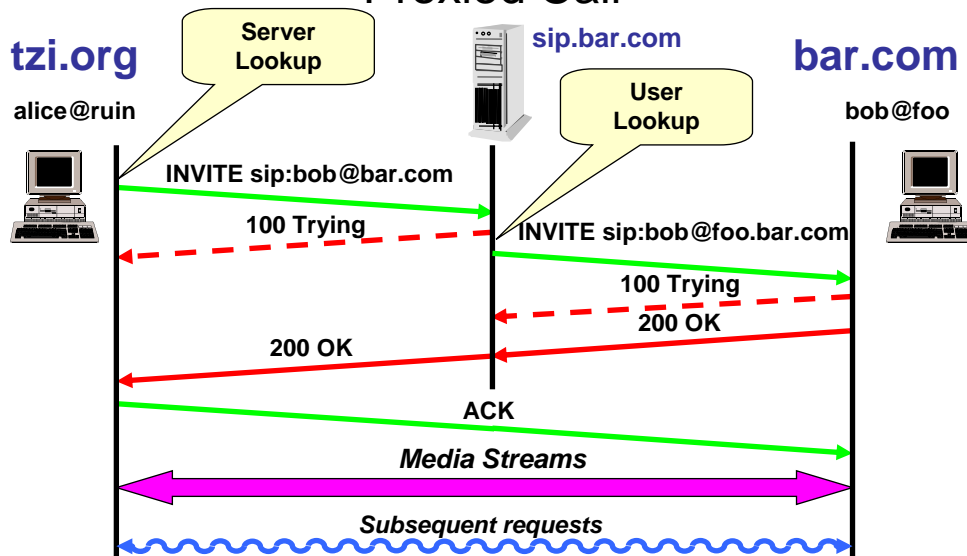 Proxied Call
Server
Lookup
sip.bar.com
tzi.org
bar.com
alice@ruin
User
Lookup
bob@foo
INVITE sip:bob@bar.com
100 Trying
INVITE sip:bob@foo.bar.com
100 Trying
200 OK
200 OK
ACK
Media Streams
Subsequent requests